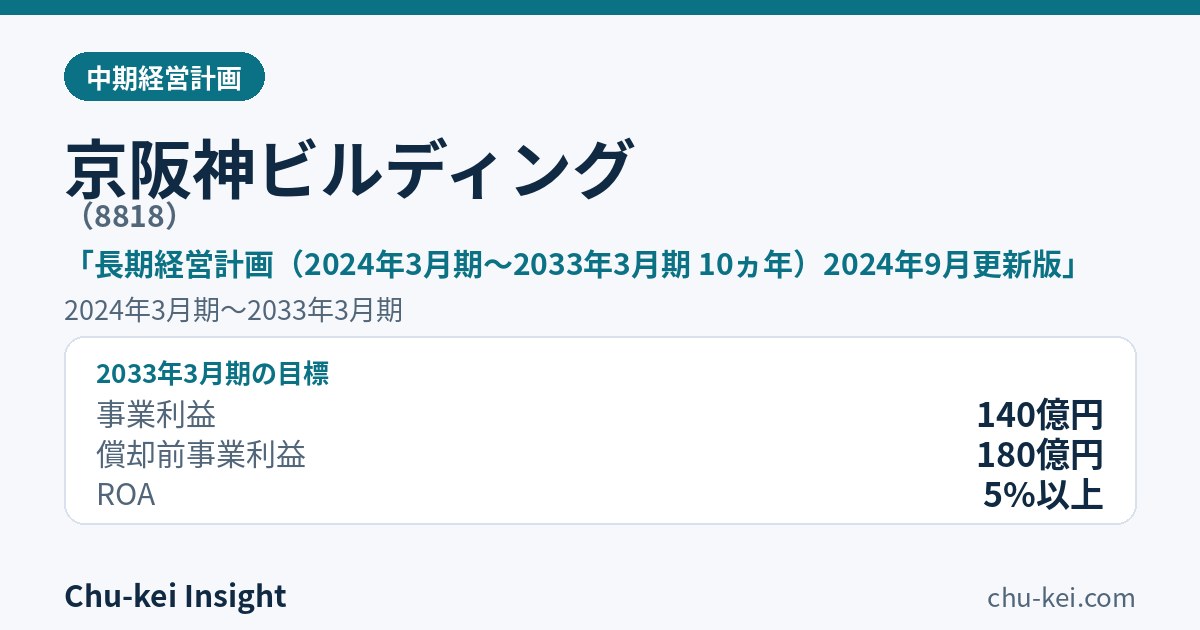 中期経営計画
京阪神ビルディング
（8818）
「長期経営計画（2024年3月期～2033年3月期 10ヵ年）2024年9月更新版」
2024年3月期～2033年3月期
2033年3月期の目標
事業利益 140億円
償却前事業利益 180億円
ROA 5%以上
Chu-kei Insight chu-kei.com